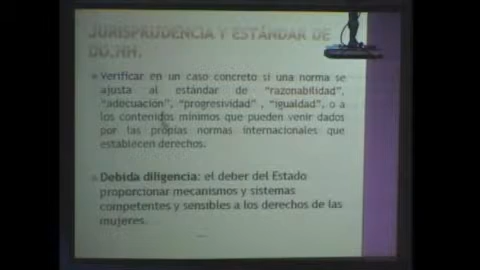 JURISPRUDENCIA Y ESTÁNDAR DE
DD.HH.
Verificar en un caso concreto si una norma se
ajusta al estándar de "razonabilidad",
"adecuación", "progresividad" , "igualdad", o a
los contenidos mínimos que pueden venir dados
por las propias normas internacionales que
establecen derechos.
Debida diligencia: el deber del Estado
proporcionar mecanismos y sistemas
competentes y sensibles a los derechos de las
mujeres.